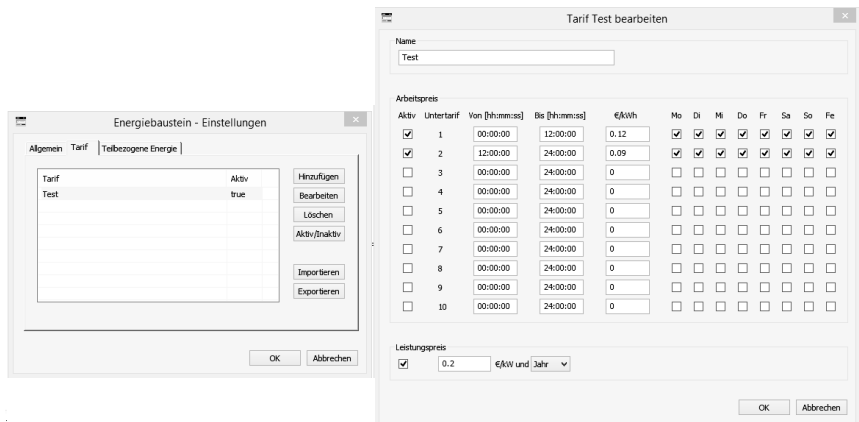 Energiebaustein - Einstellungen
Allgemein Tarif Teilbezogene Energie
Tarif Aktiv
Test true
Hinzufügen
Bearbeiten
Löschen
Aktiv/Inaktiv
Importieren
Exportieren
OK Abbrechen
Tarif Test bearbeiten
Name
Test
Arbeitspreis
Aktiv Untertarif Von [hh:mm:ss] Bis [hh:mm:ss] €/kWh Mo Di Mi Do Fr Sa So Fe
1 00:00:00 12:00:00 0.12
2 12:00:00 24:00:00 0.09
3 00:00:00 24:00:00 0
4 00:00:00 24:00:00 0
5 00:00:00 24:00:00 0
6 00:00:00 24:00:00 0
7 00:00:00 24:00:00 0
8 00:00:00 24:00:00 0
9 00:00:00 24:00:00 0
10 00:00:00 24:00:00 0
Leistungspreis
0.2 €/kW und Jahr
OK Abbrechen